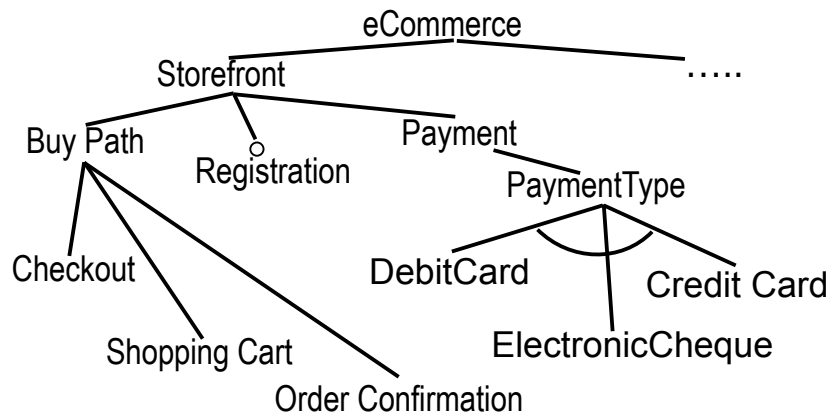 eCommerce
Storefront
.....
Buy Path
Registration
Payment
PaymentType
Checkout
DebitCard
Credit Card
Shopping Cart
ElectronicCheque
Order Confirmation